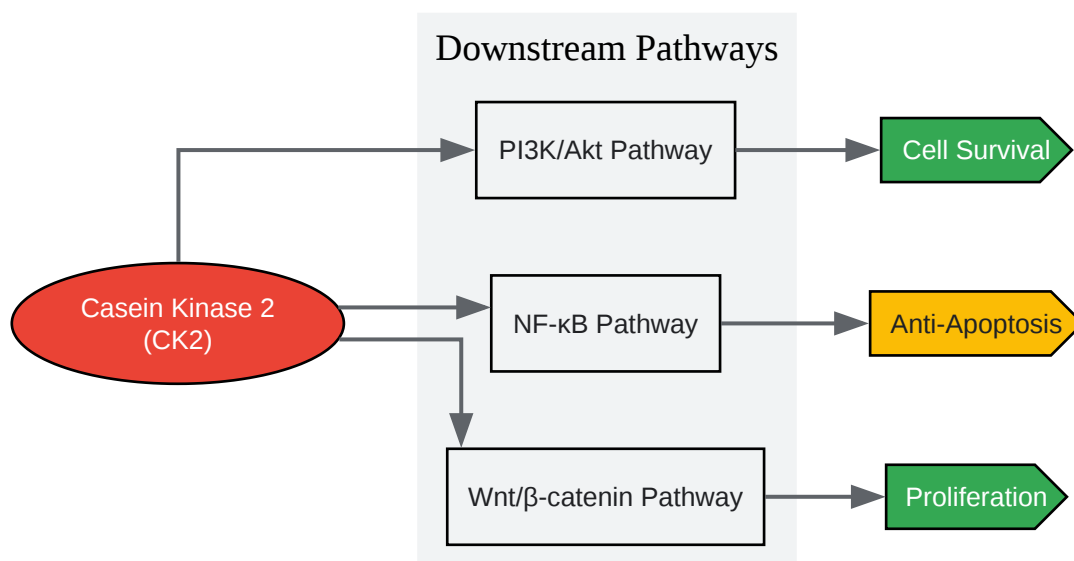 Downstream Pathways
PI3K/Akt Pathway
Cell Survival
Casein Kinase 2
(CK2)
NF-κB Pathway
Anti-Apoptosis
Wnt/β-catenin Pathway
Proliferation